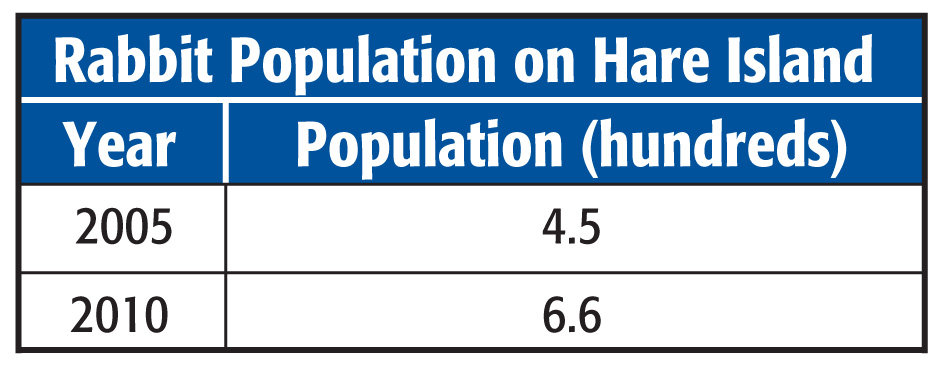 Rabbit Population on Hare Island
Year Population (hundreds)
2005 4.5
2010 6.6